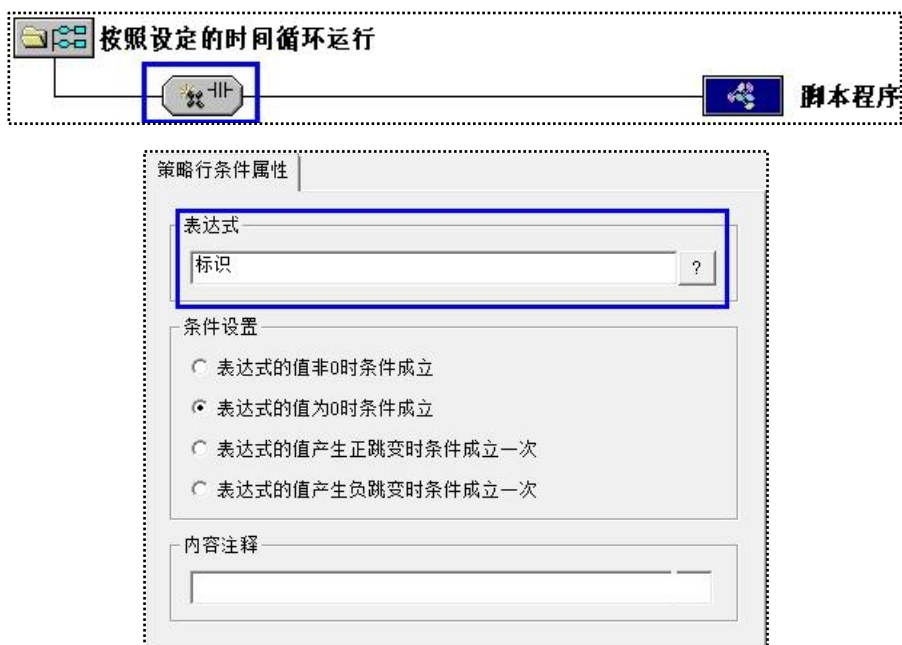 按照设定的时间循环运行
脚本程序
策略行条件属性
表达式
标识
?
条件设置
表达式的值非0时条件成立
表达式的值为0时条件成立
表达式的值产生正跳变时条件成立一次
表达式的值产生负跳变时条件成立一次
内容注释